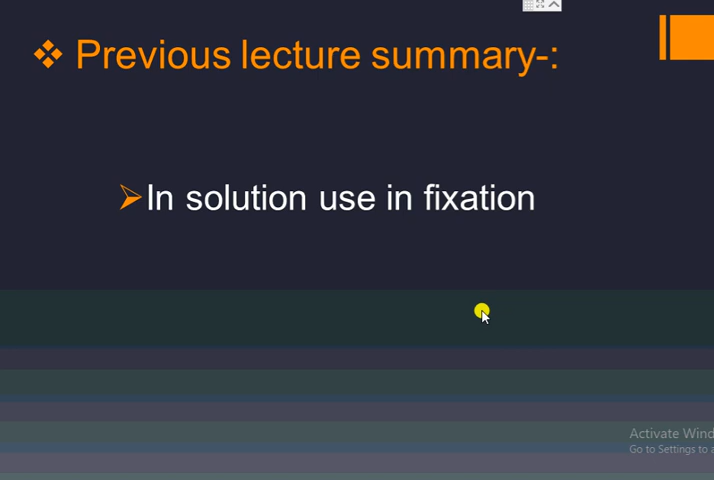 Previous lecture summary-:
In solution use in fixation
Activate Wind
Go to Settings to a